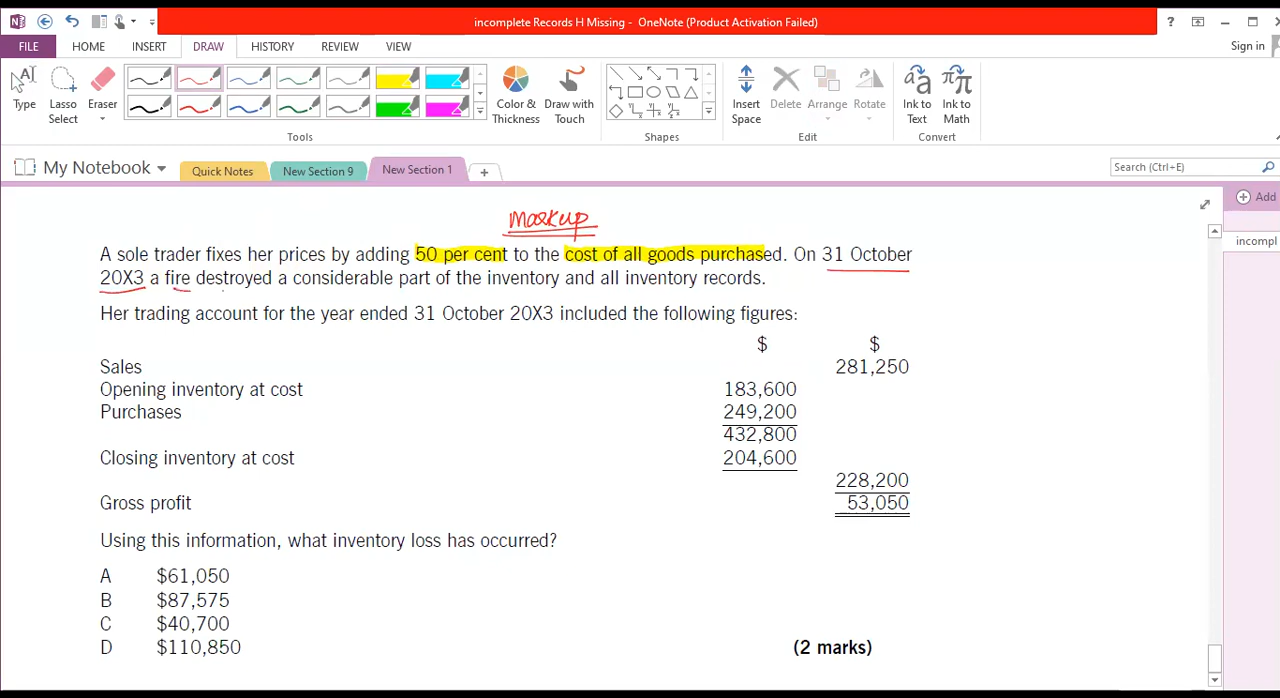 incomplete Records H Missing - OneNote (Product Activation Failed)
FILE HOME INSERT DRAW HISTORY REVIEW VIEW Sign in
Type Lasso Select Eraser Color & Thickness Draw with Touch Insert Space Delete Arrange Rotate Ink to Text Ink to Math
Tools Shapes Edit Convert
My Notebook Quick Notes New Section 9 New Section 1 Search (Ctrl+E)
Add
incompl
Markup
A sole trader fixes her prices by adding 50 per cent to the cost of all goods purchased. On 31 October
20X3 a fire destroyed a considerable part of the inventory and all inventory records.
Her trading account for the year ended 31 October 20X3 included the following figures:
$ $
Sales 281,250
Opening inventory at cost 183,600
Purchases 249,200
432,800
Closing inventory at cost 204,600
228,200
Gross profit 53,050
Using this information, what inventory loss has occurred?
A $61,050
B $87,575
C $40,700
D $110,850 (2 marks)